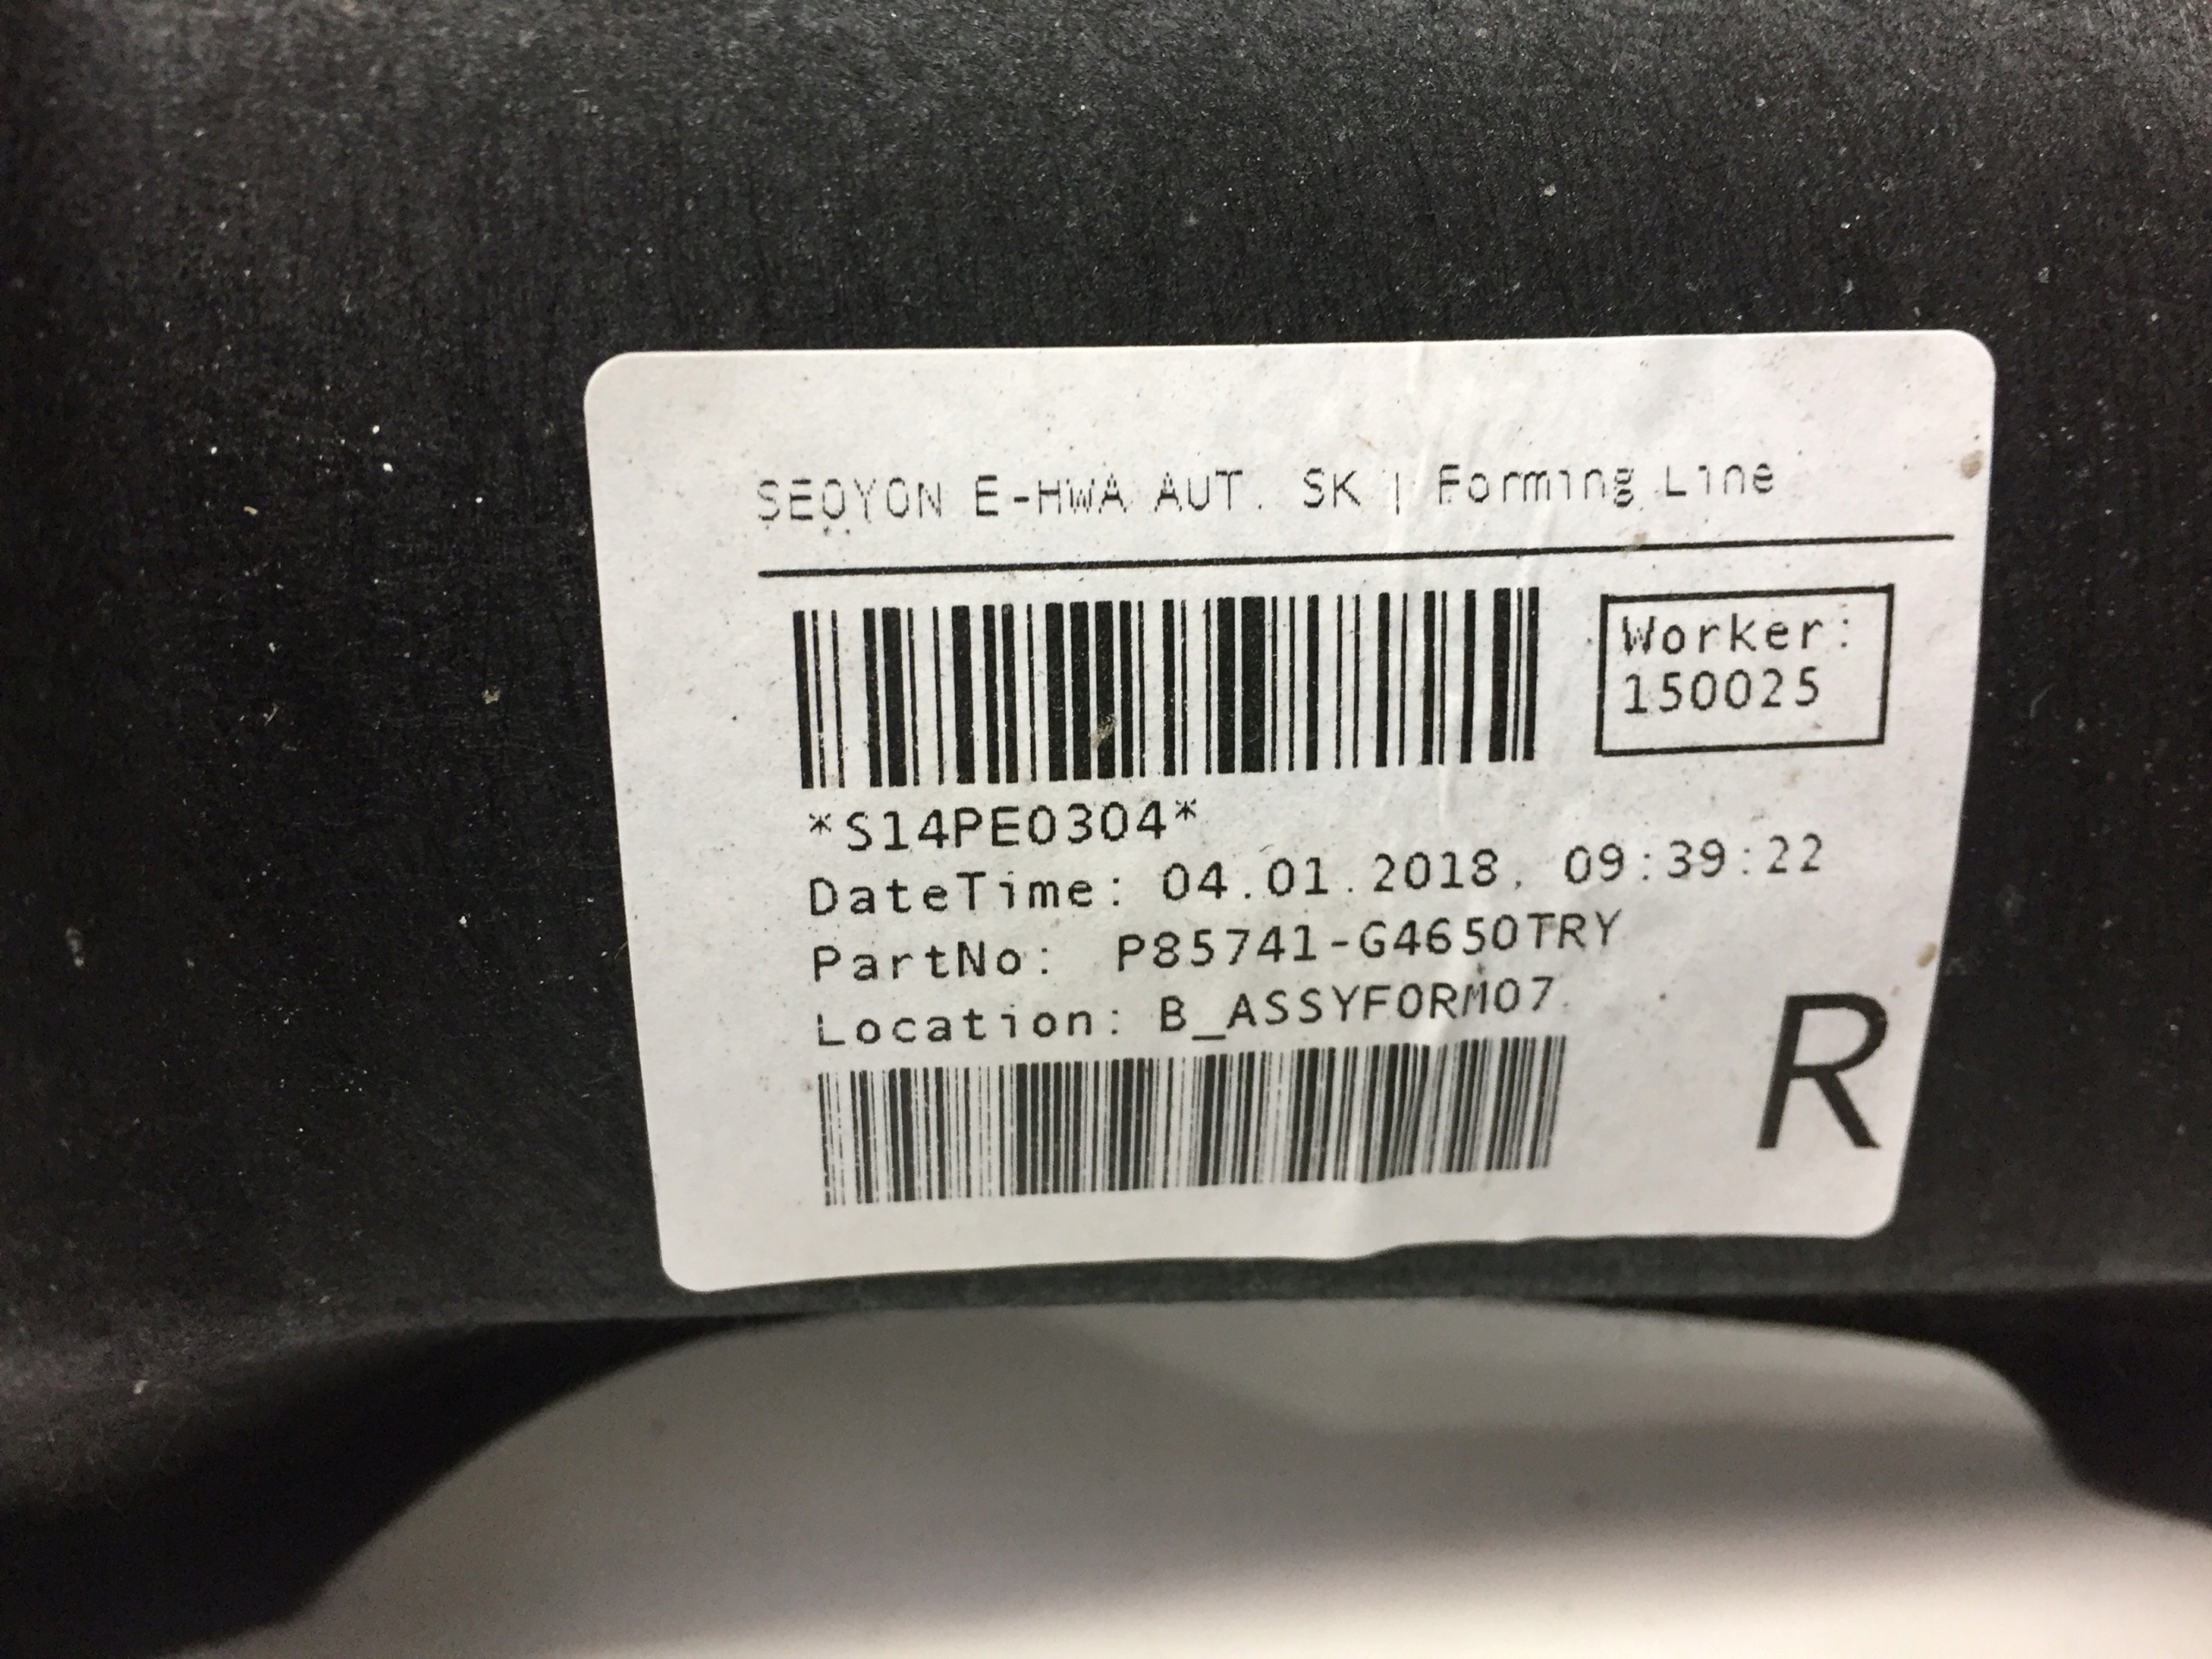 SEOYON E-HWA AUT. SK | Forming Line
Worker:
150025
*S14PE0304*
DateTime: 04.01.2018, 09:39:22
PartNo: P85741-G4650TRY
Location: B_ASSYFORM07
R